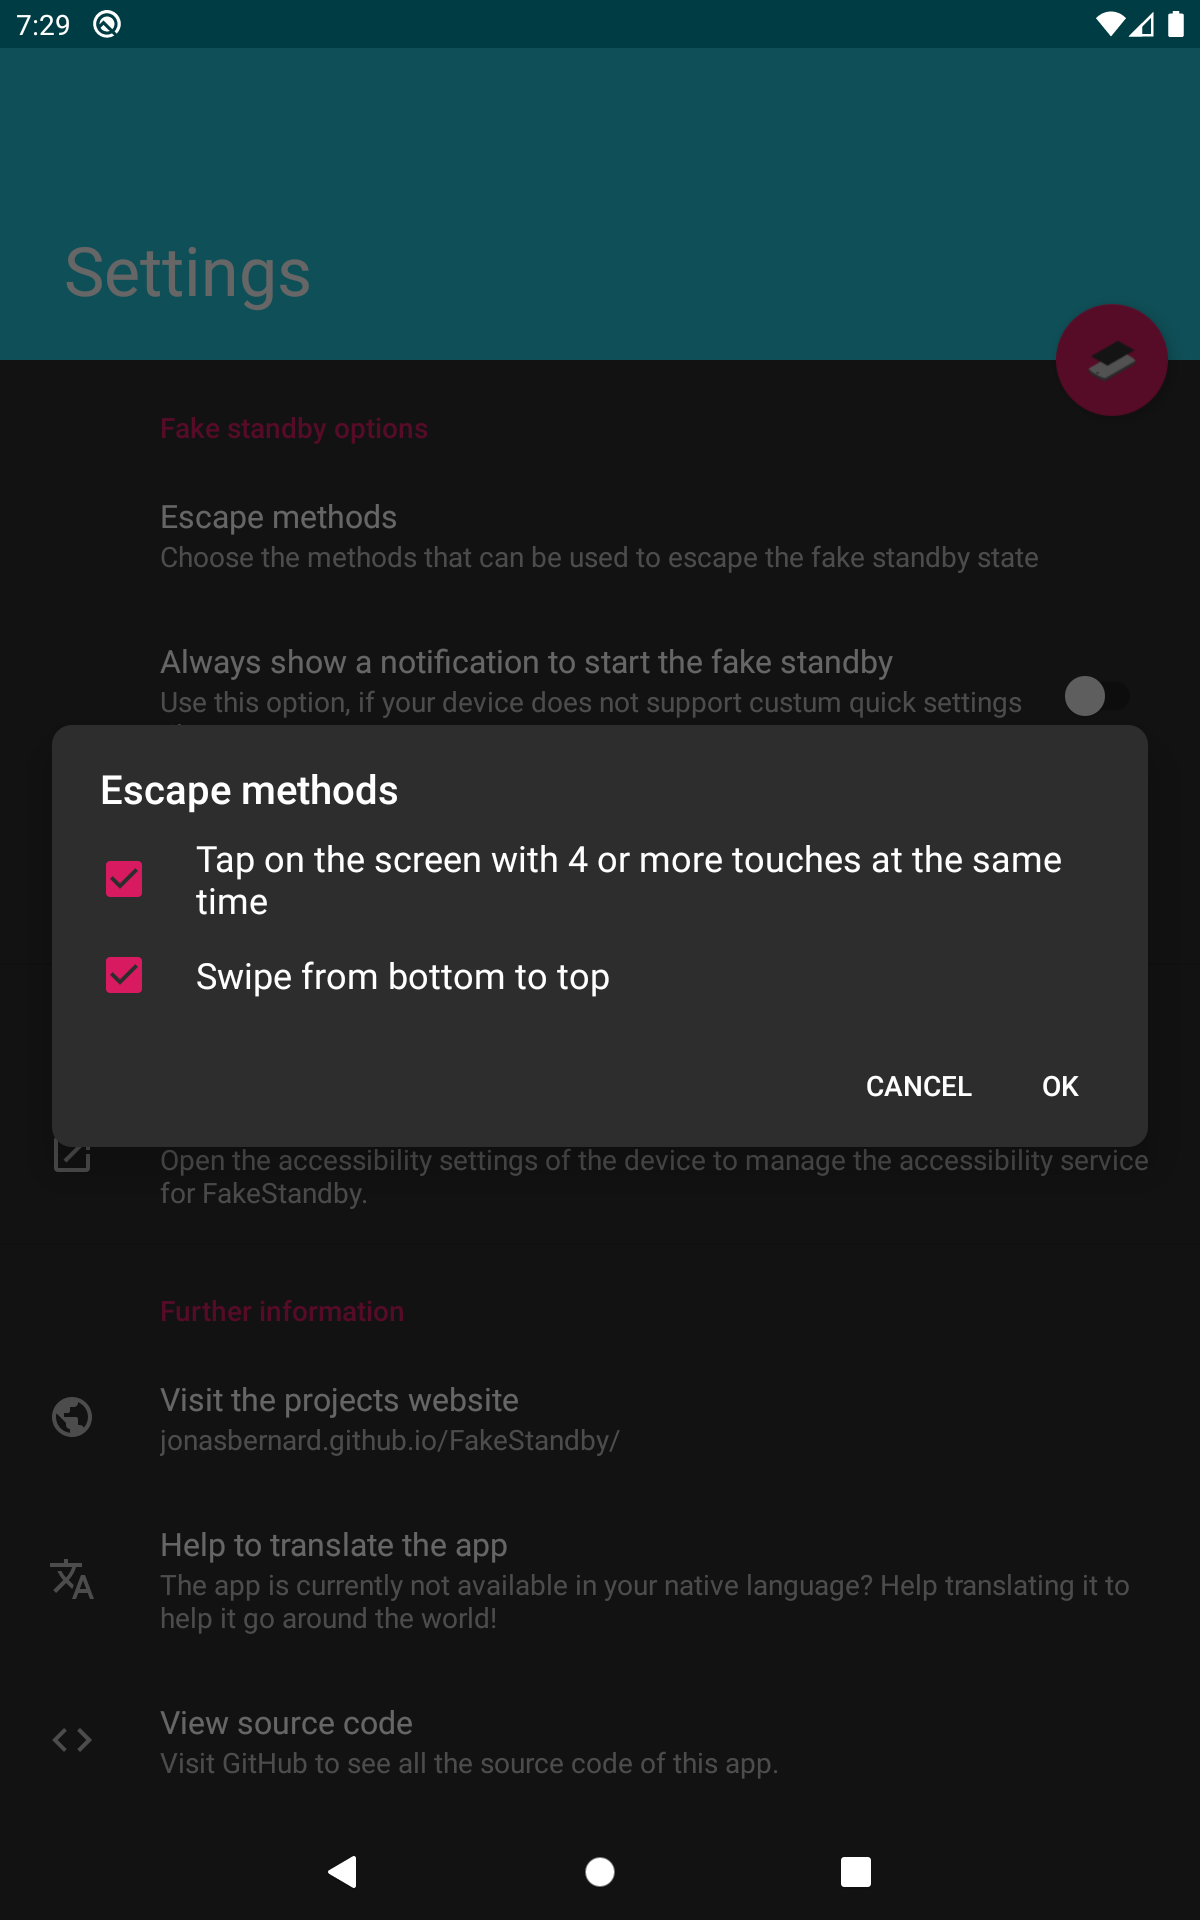 7:29
Settings
Fake standby options
Escape methods
Choose the methods that can be used to escape the fake standby state
Always show a notification to start the fake standby
Use this option, if your device does not support custum quick settings
Escape methods
Tap on the screen with 4 or more touches at the same
time
Swipe from bottom to top
CANCEL
OK
Open the accessibility settings of the device to manage the accessibility service
for FakeStandby.
Further information
Visit the projects website
jonasbernard.github.io/FakeStandby/
Help to translate the app
The app is currently not available in your native language? Help translating it to
help it go around the world!
View source code
Visit GitHub to see all the source code of this app.